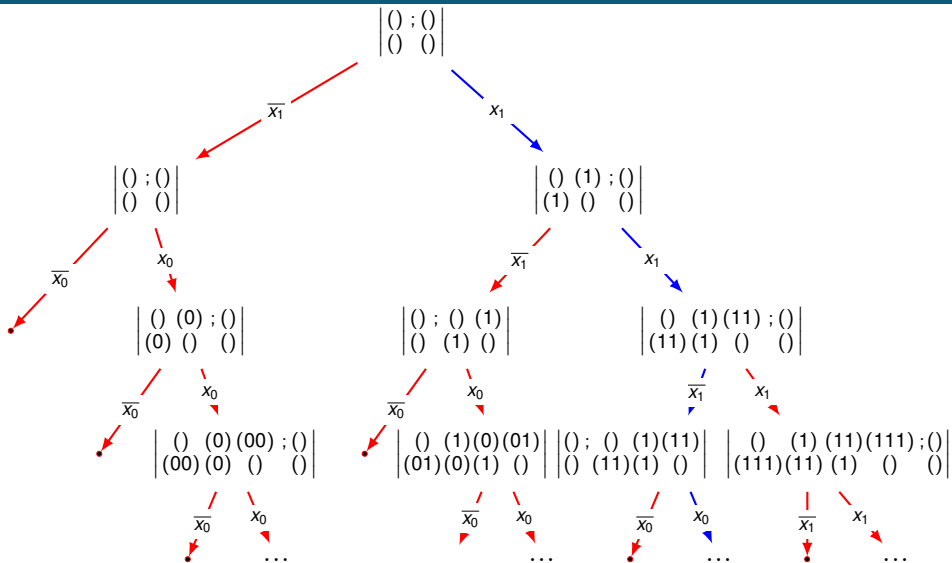 () ; ()
() ()
x̅₁ x₁
() ; () () (1) ; ()
() () (1) () ()
x̅₀ x₀ x̅₁ x₁
() (0) ; () () ; () (1) () (1) (11) ; ()
(0) () () () (1) () (11) (1) () ()
x̅₀ x₀ x̅₀ x₀ x̅₁ x₁
() (0) (00) ; () () (1) (0) (01) () ; () (1) (11) () (1) (11) (111) ; ()
(00) (0) () () (01) (0) (1) () () (11) (1) () (111) (11) (1) () ()
x̅₀ x₀ x̅₀ x₀ x̅₀ x₀ x̅₁ x₁
... ... ... ...